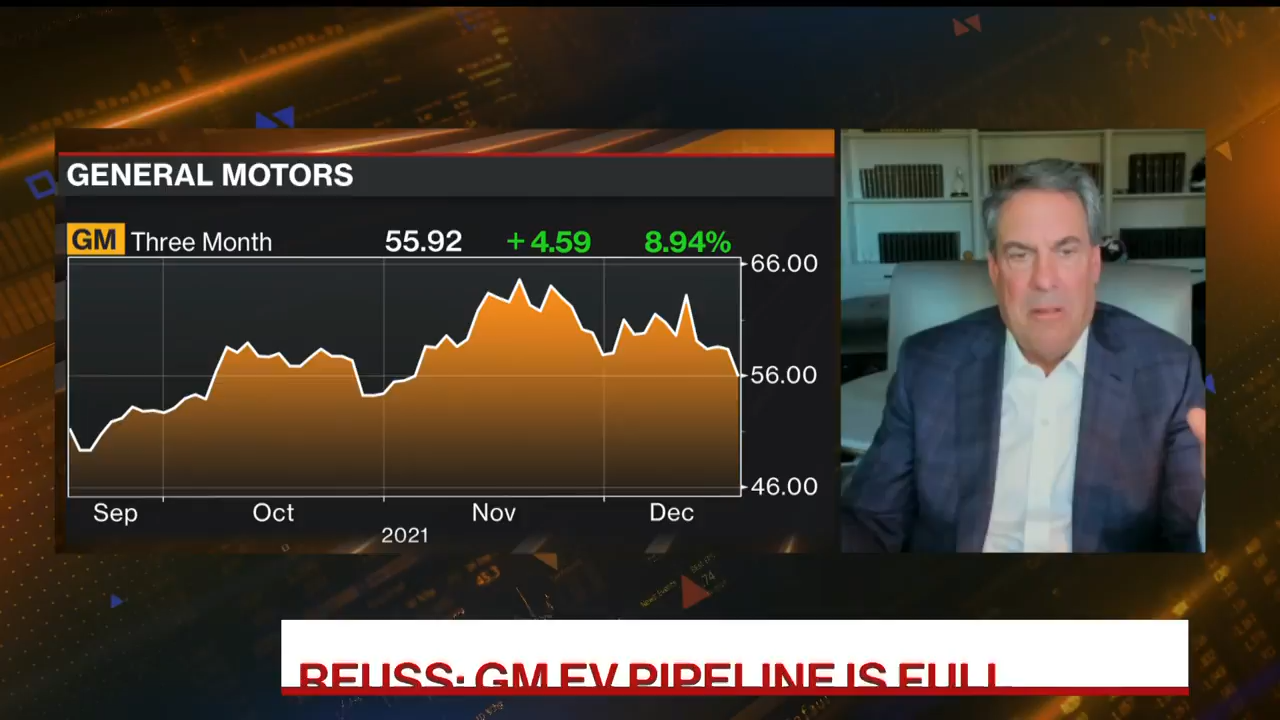 GENERAL MOTORS
GM Three Month 55.92 +4.59 8.94%
66.00
56.00
46.00
Sep Oct Nov Dec
2021
REUSS: GM EV PIPELINE IS FULL